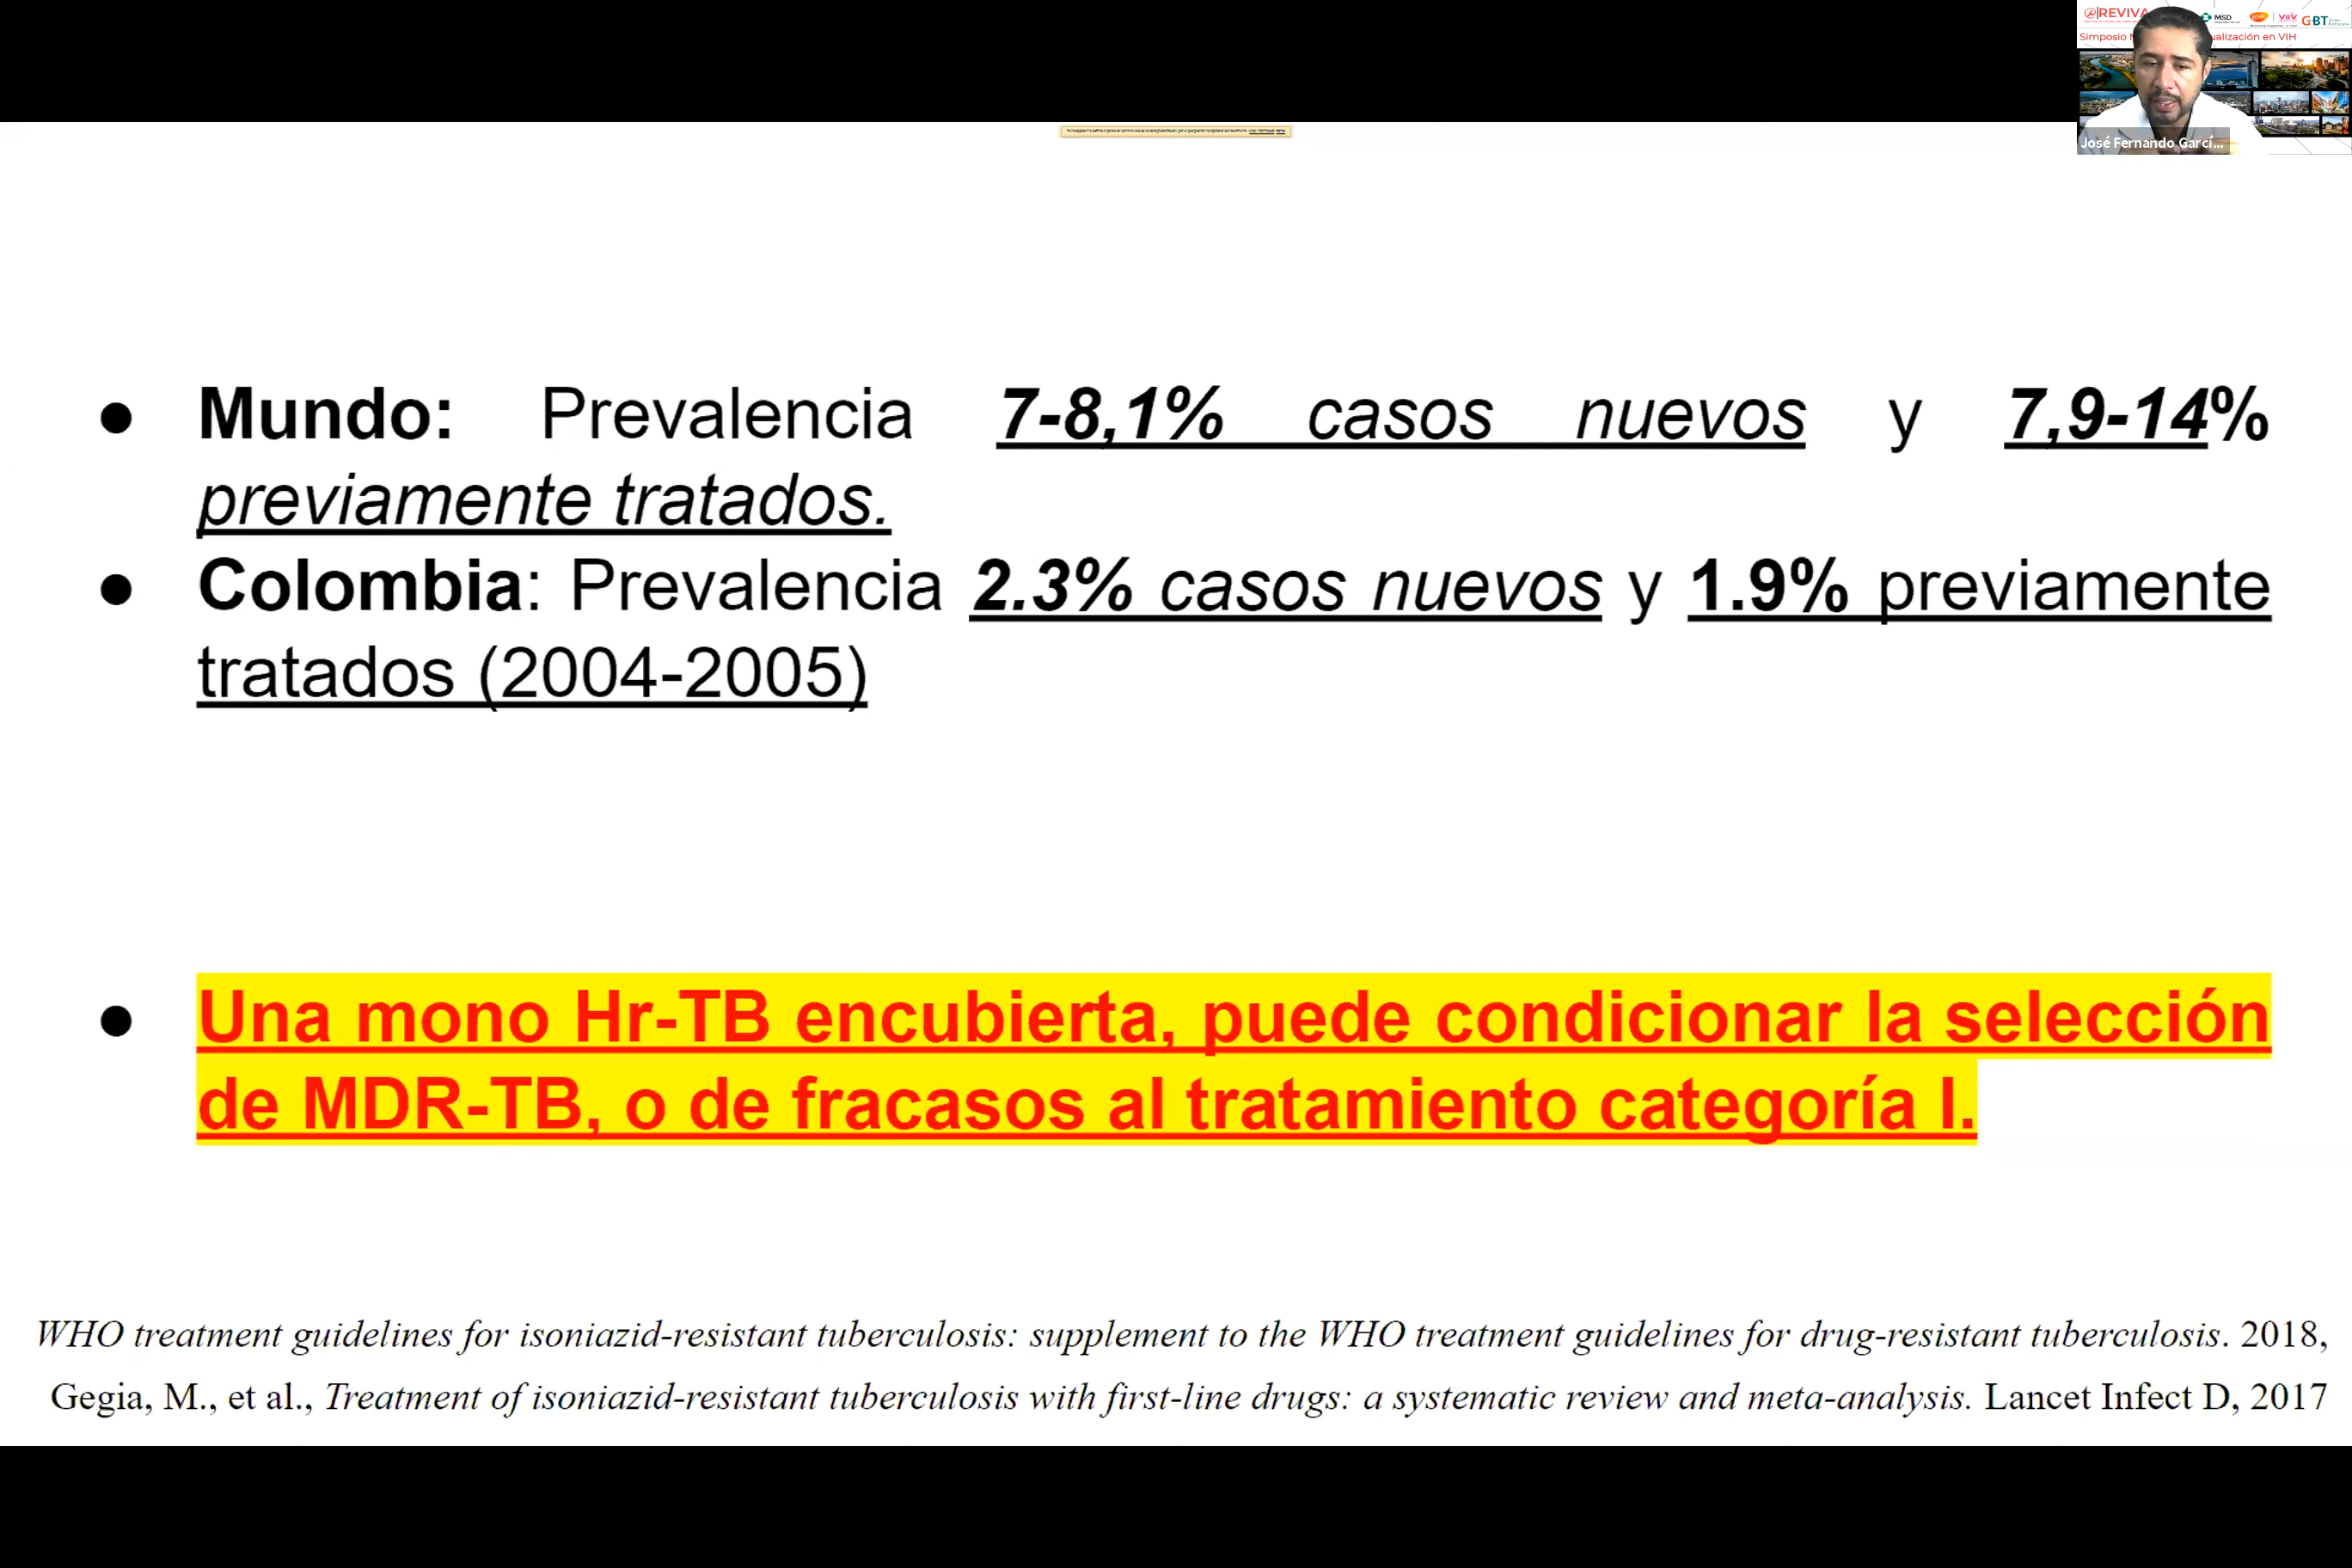 REVIVA
MSD
gsk
ViiV
G-BT
Simposio
ualización en VIH
José Fernando Garcí...
● Mundo: Prevalencia 7-8,1% casos nuevos y 7,9-14%
previamente tratados.
● Colombia: Prevalencia 2.3% casos nuevos y 1.9% previamente
tratados (2004-2005)
● Una mono Hr-TB encubierta, puede condicionar la selección
de MDR-TB, o de fracasos al tratamiento categoría I.
WHO treatment guidelines for isoniazid-resistant tuberculosis: supplement to the WHO treatment guidelines for drug-resistant tuberculosis. 2018,
Gegia, M., et al., Treatment of isoniazid-resistant tuberculosis with first-line drugs: a systematic review and meta-analysis. Lancet Infect D, 2017